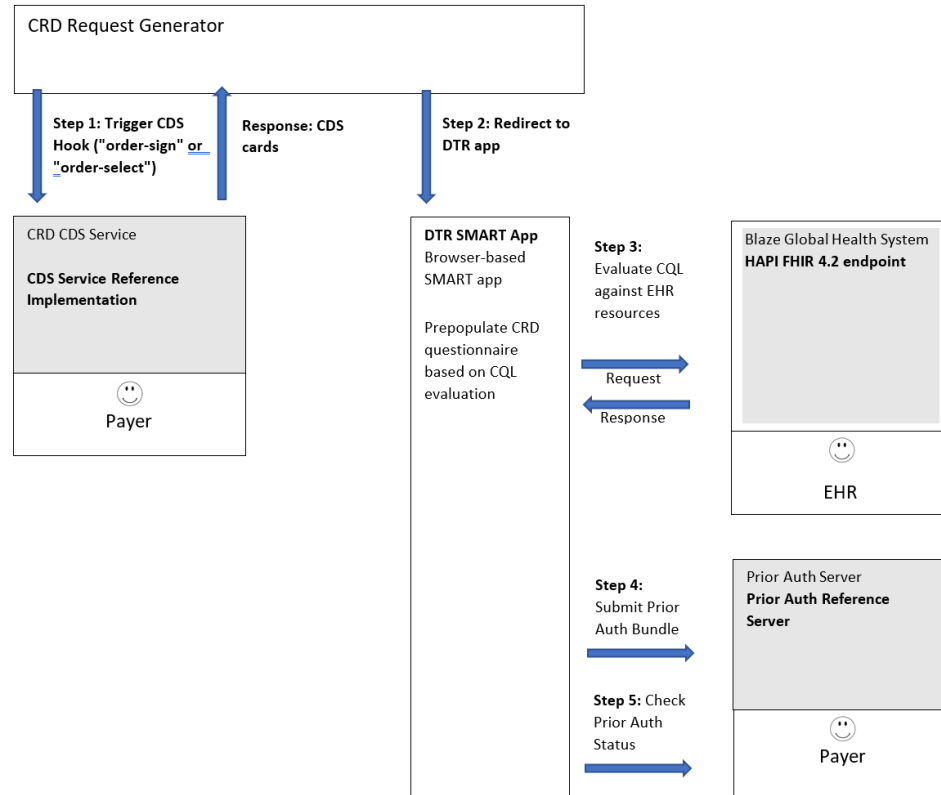 CRD Request Generator
Step 1: Trigger CDS
Hook ("order-sign" or
"order-select")
Response: CDS
cards
Step 2: Redirect to
DTR app
CRD CDS Service
CDS Service Reference
Implementation
Payer
DTR SMART App
Browser-based
SMART app
Prepopulate CRD
questionnaire
based on CQL
evaluation
Step 3:
Evaluate CQL
against EHR
resources
Request
Response
Blaze Global Health System
HAPI FHIR 4.2 endpoint
EHR
Step 4:
Submit Prior
Auth Bundle
Step 5: Check
Prior Auth
Status
Prior Auth Server
Prior Auth Reference
Server
Payer